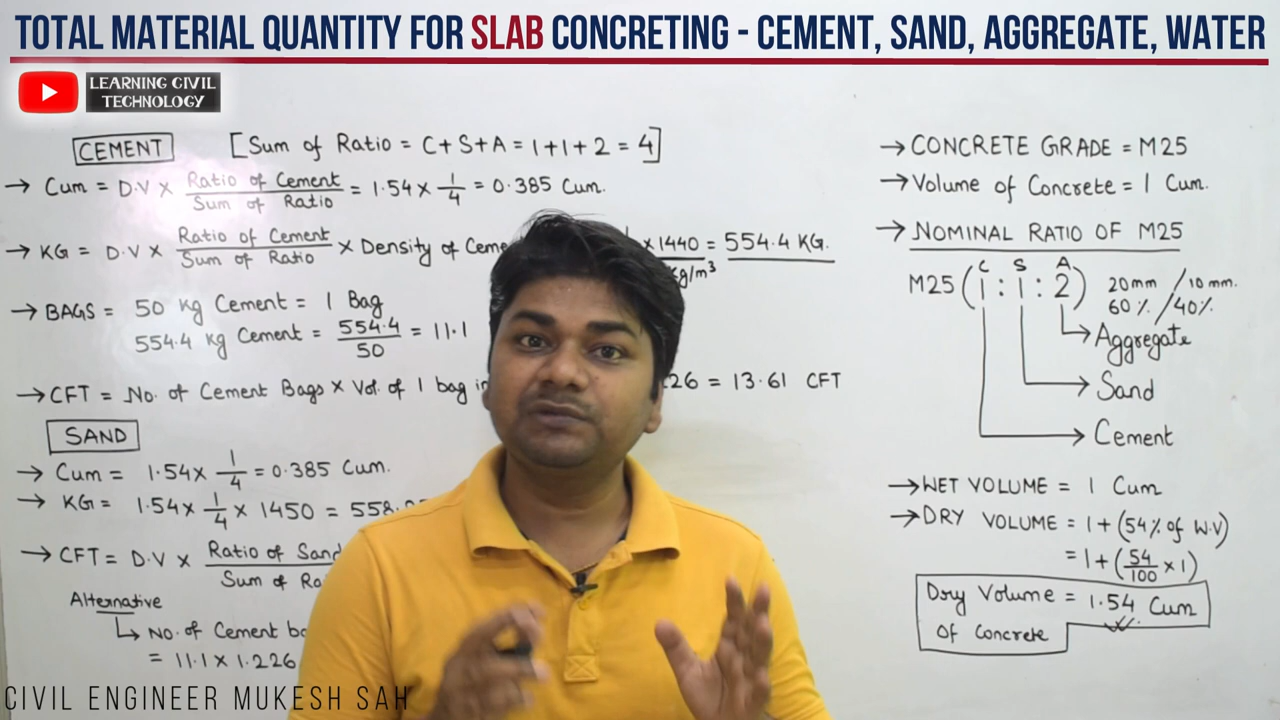 TOTAL MATERIAL QUANTITY FOR SLAB CONCRETING - CEMENT, SAND, AGGREGATE, WATER
LEARNING CIVIL
TECHNOLOGY
CEMENT [Sum of Ratio = C+S+A = 1+1+2 = 4]
→ Cum = D.V × Ratio of Cement / Sum of Ratio = 1.54 × 1/4 = 0.385 Cum.
→ KG = D.V × Ratio of Cement / Sum of Ratio × Density of Ceme × 1440 = 554.4 KG.
kg/m³
→ BAGS = 50 kg Cement = 1 Bag
554.4 kg Cement = 554.4 / 50 = 11.1
→ CFT = No. of Cement Bags × Vol. of 1 bag in 26 = 13.61 CFT
SAND
→ Cum = 1.54 × 1/4 = 0.385 Cum.
→ KG = 1.54 × 1/4 × 1450 = 558.
→ CFT = D.V × Ratio of Sand / Sum of Ra
Alternative
↳ No. of Cement ba
= 11.1 × 1.226
CIVIL ENGINEER MUKESH SAH
→ CONCRETE GRADE = M25
→ Volume of Concrete = 1 Cum.
→ NOMINAL RATIO OF M25
C S A
M25 (1 : 1 : 2) 20mm / 10 mm.
60 % / 40 %.
Aggregate
Sand
Cement
→ WET VOLUME = 1 Cum
→ DRY VOLUME = 1 + (54% of W.V)
= 1 + (54/100 × 1)
Dry Volume = 1.54 Cum
Of Concrete